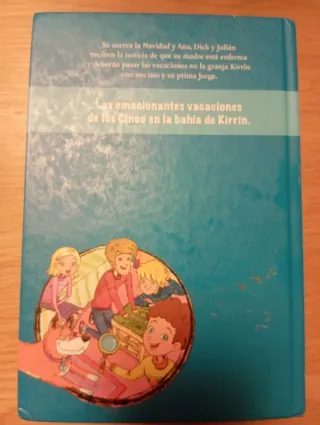 Se acerca la Navidad y Ana, Dick y Julián
reciben la noticia de que su madre está enferma
y deberán pasar las vacaciones en la granja Kirrin
con sus tíos y su prima Jorge.
Las emocionantes vacaciones
de los Cinco en la bahía de Kirrin.